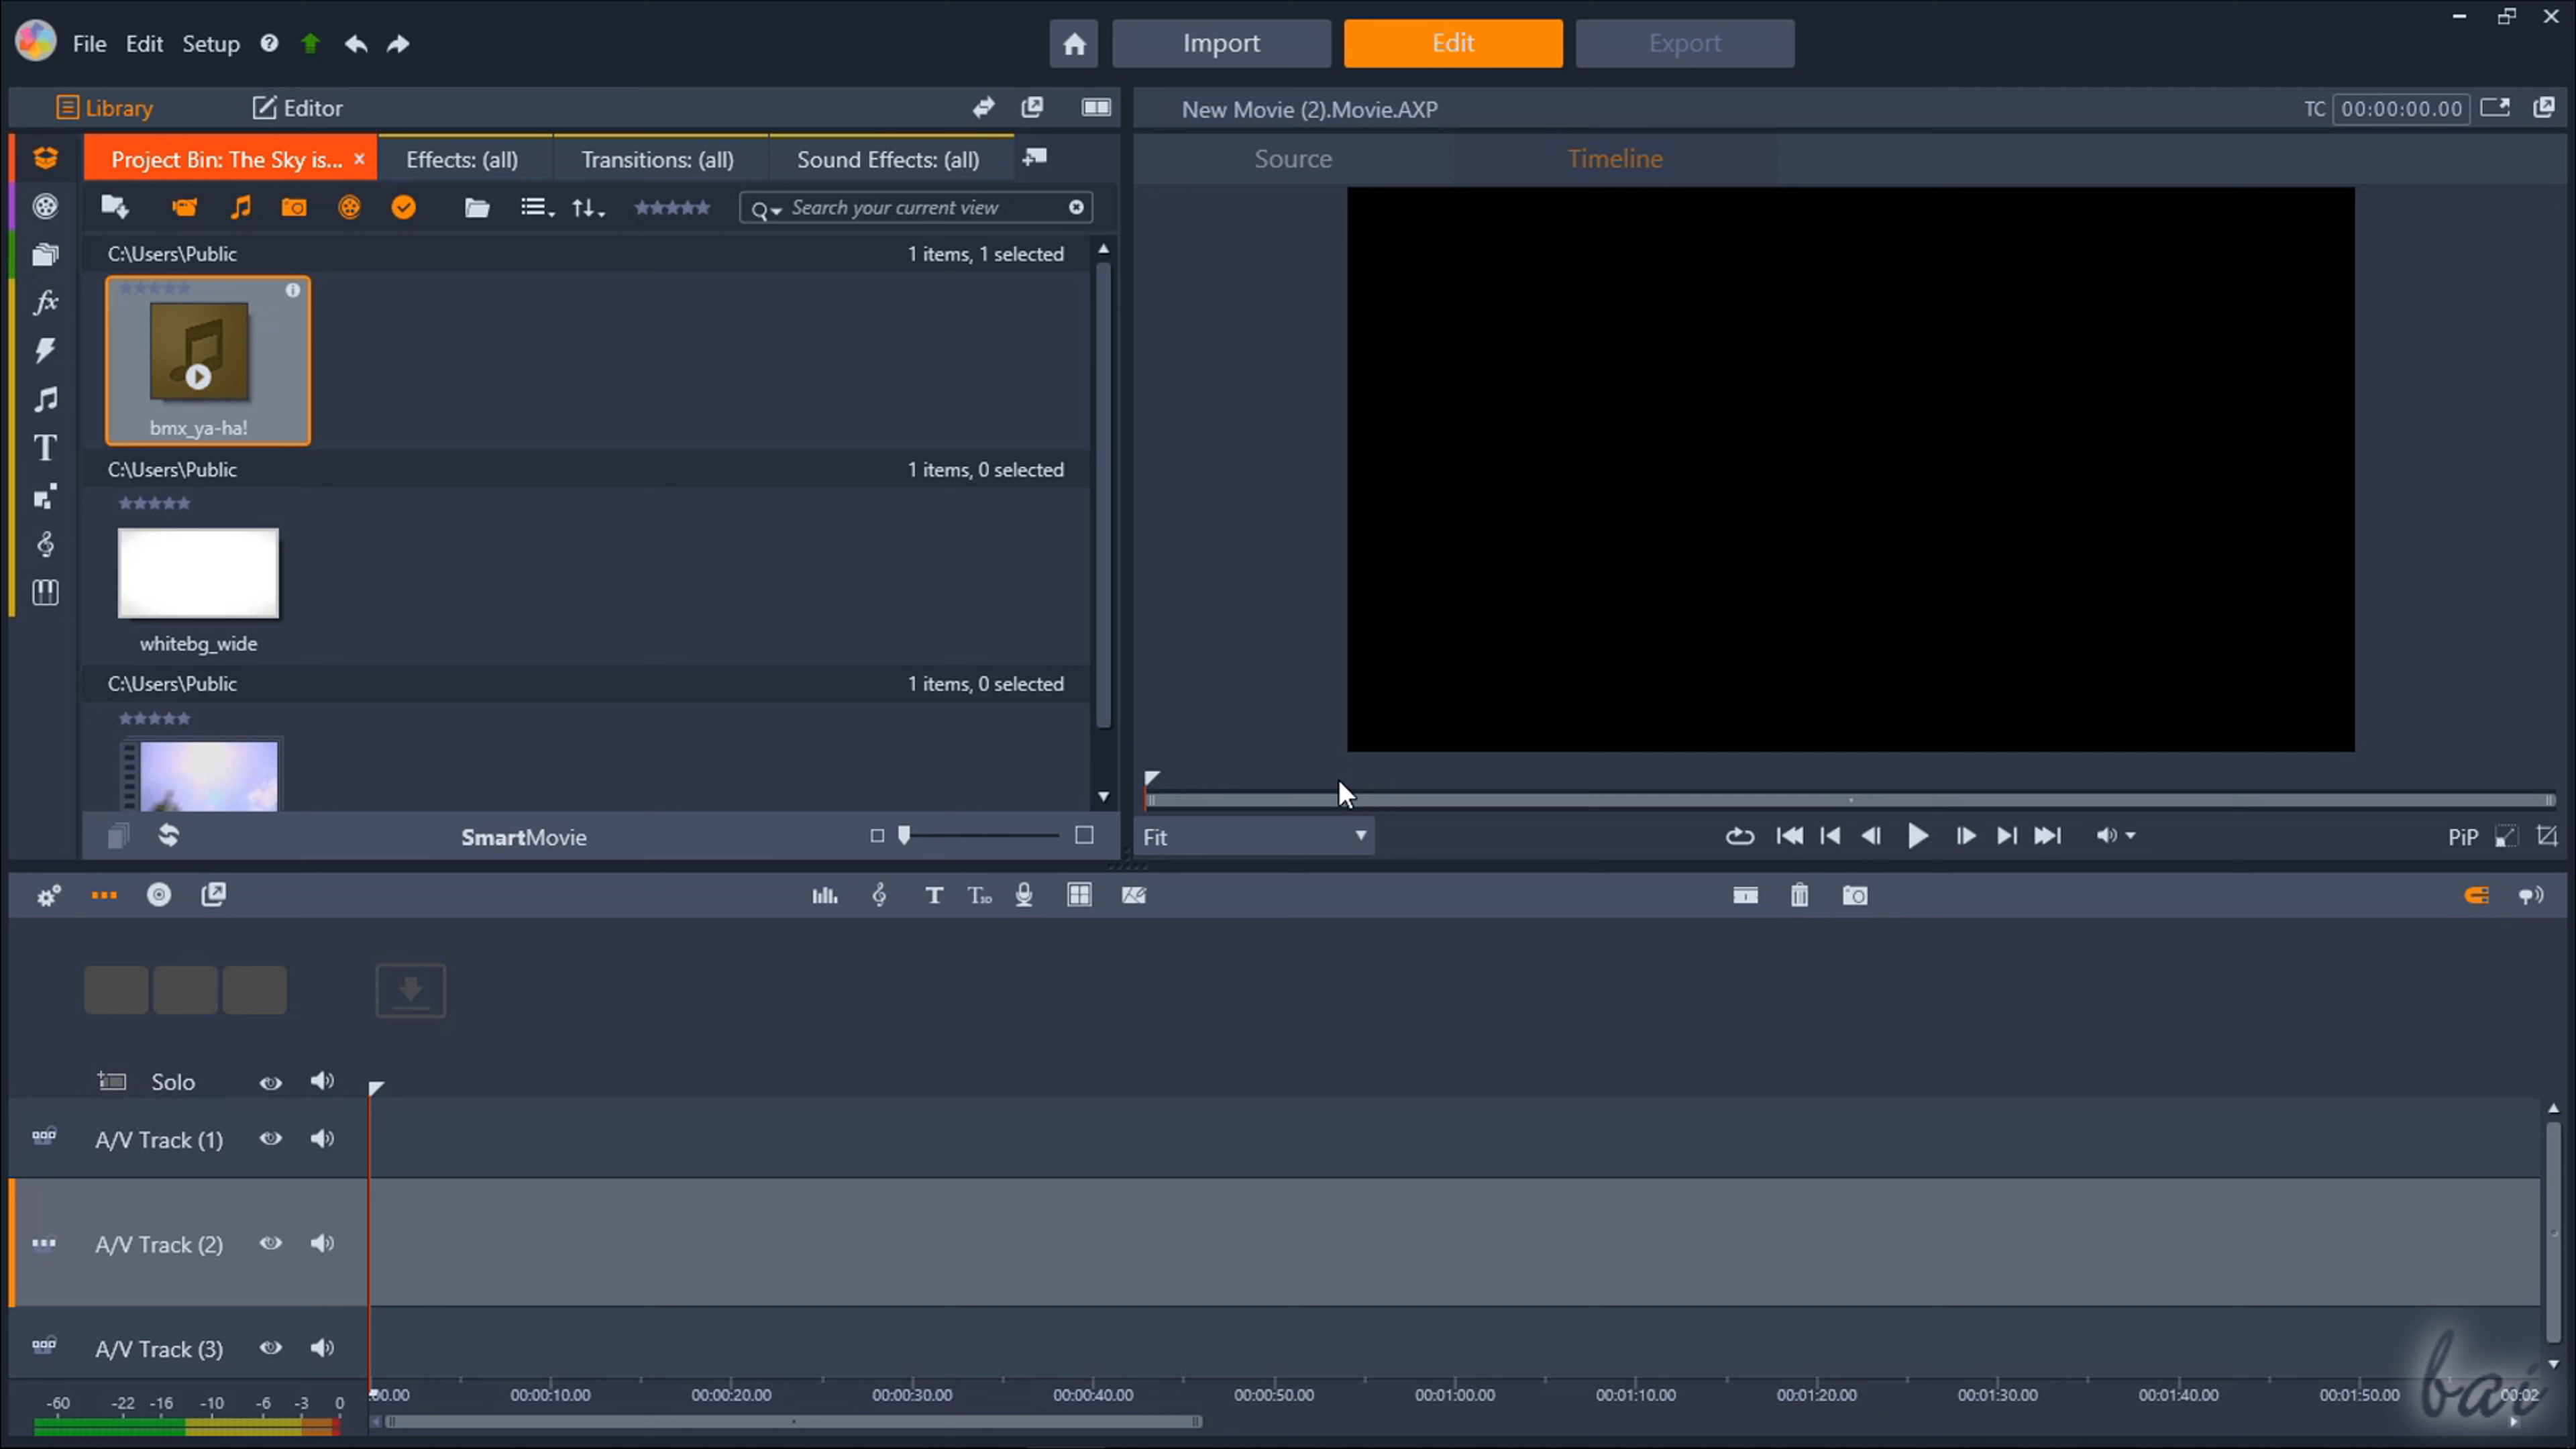 File Edit Setup
Import Edit Export
Library Editor
New Movie (2).Movie.AXP TC 00:00:00.00
Project Bin: The Sky is... Effects: (all) Transitions: (all) Sound Effects: (all)
Source Timeline
Search your current view
C:\Users\Public 1 items, 1 selected
bmx_ya-ha!
C:\Users\Public 1 items, 0 selected
whitebg_wide
C:\Users\Public 1 items, 0 selected
SmartMovie
Fit PiP
T T3D
Solo
A/V Track (1)
A/V Track (2)
A/V Track (3)
:00.00 00:00:10.00 00:00:20.00 00:00:30.00 00:00:40.00 00:00:50.00 00:01:00.00 00:01:10.00 00:01:20.00 00:01:30.00 00:01:40.00 00:01:50.00 00:02
-60 -22 -16 -10 -6 -3 0
bai